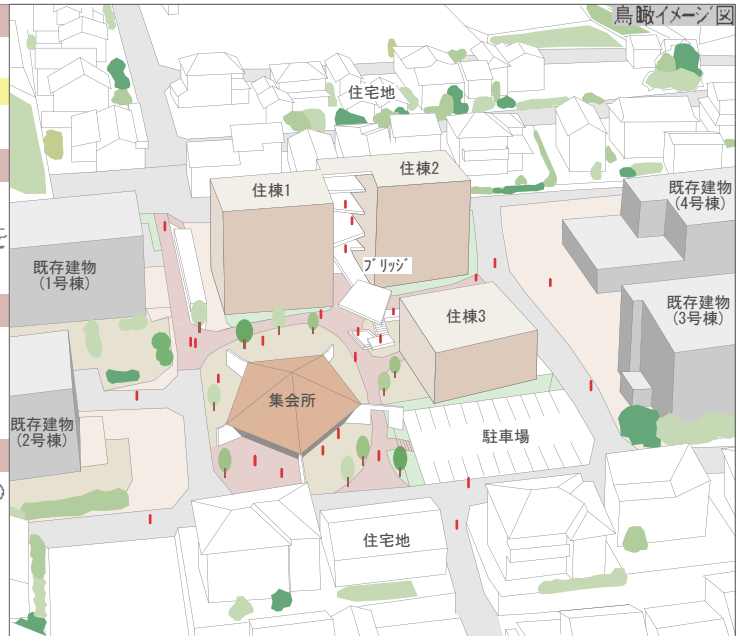 鳥瞰イメージ図
住宅地
住棟1
住棟2
既存建物
(4号棟)
ブリッジ
既存建物
(1号棟)
既存建物
(3号棟)
住棟3
集会所
既存建物
(2号棟)
駐車場
住宅地